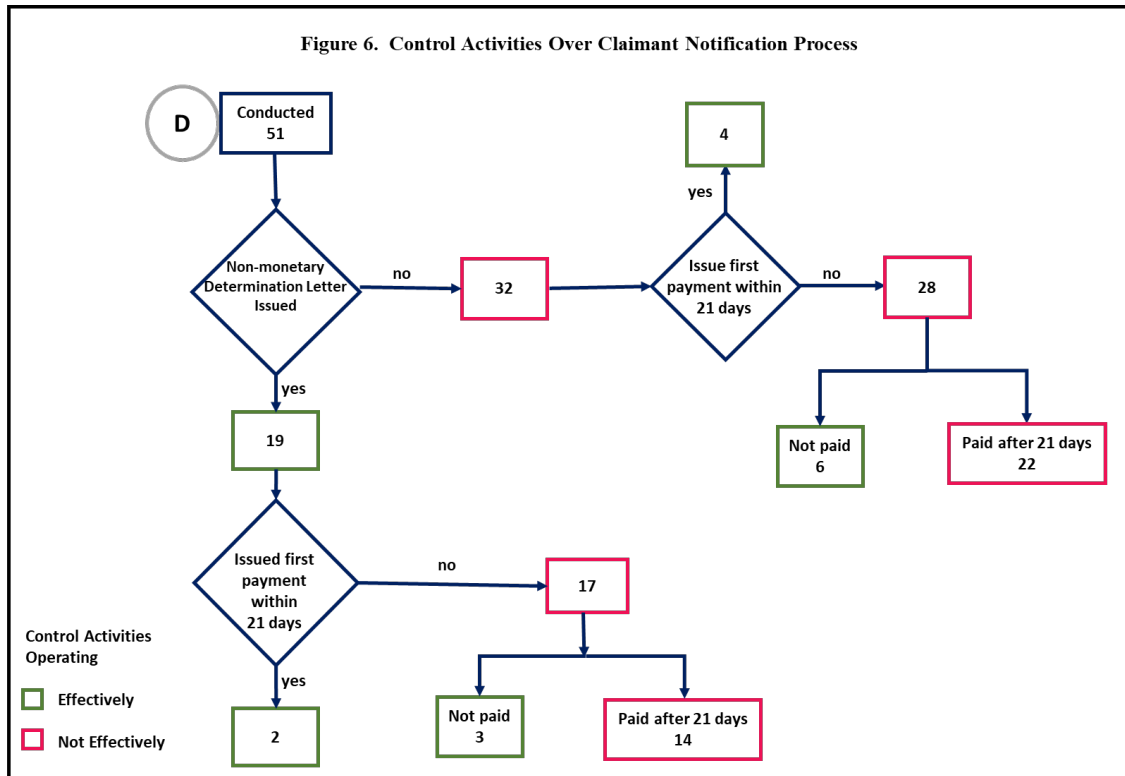 Figure 6. Control Activities Over Claimant Notification Process
D
Conducted
51
Non-monetary
Determination Letter
Issued
no
32
Issue first
payment within
21 days
yes
4
no
28
Not paid
6
Paid after 21 days
22
yes
19
Issued first
payment
within
21 days
no
17
Not paid
3
Paid after 21 days
14
yes
2
Control Activities
Operating
Effectively
Not Effectively